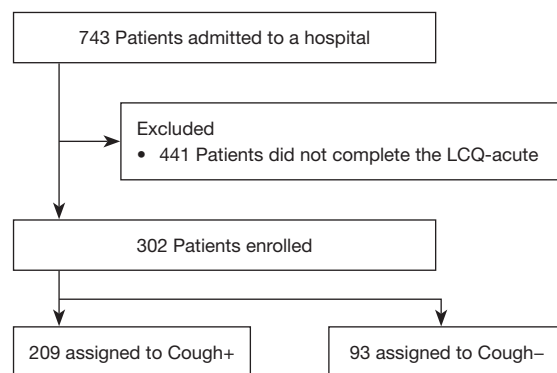 743 Patients admitted to a hospital
Excluded
• 441 Patients did not complete the LCQ-acute
302 Patients enrolled
209 assigned to Cough+
93 assigned to Cough−